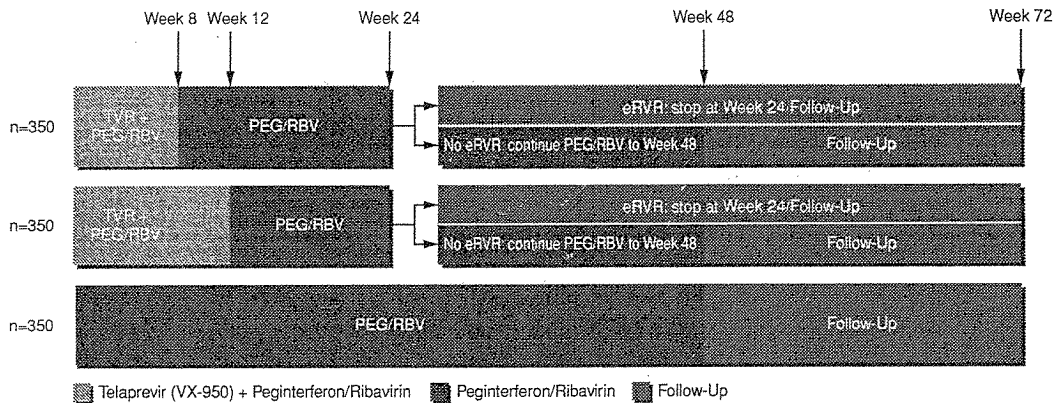 Week 8 Week 12 Week 24 Week 48 Week 72
n=350
TVR +
PEG/RBV
PEG/RBV
eRVR: stop at Week 24/Follow-Up
No eRVR: continue PEG/RBV to Week 48 Follow-Up
n=350
TVR +
PEG/RBV
PEG/RBV
eRVR: stop at Week 24/Follow-Up
No eRVR: continue PEG/RBV to Week 48 Follow-Up
n=350 PEG/RBV Follow-Up
Telaprevir (VX-950) + Peginterferon/Ribavirin Peginterferon/Ribavirin Follow-Up